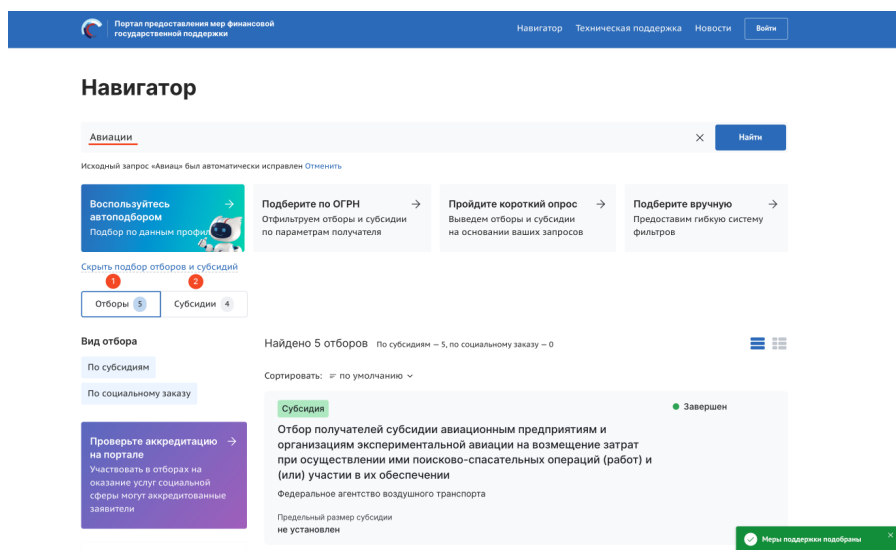 Портал предоставления мер финансовой
государственной поддержки
Навигатор
Техническая поддержка
Новости
Войти
Навигатор
Авиации
Найти
Исходный запрос «Авиац» был автоматически исправлен Отменить
Воспользуйтесь
автоподбором
Подбор по данным профил
Подберите по ОГРН
Отфильтруем отборы и субсидии
по параметрам получателя
Пройдите короткий опрос
Выведем отборы и субсидии
на основании ваших запросов
Подберите вручную
Предоставим гибкую систему
фильтров
Скрыть подбор отборов и субсидий
1
2
Отборы 5
Субсидии 4
Вид отбора
По субсидиям
По социальному заказу
Проверьте аккредитацию
на портале
Участвовать в отборах на
оказание услуг социальной
сферы могут аккредитованные
заявители
Найдено 5 отборов По субсидиям — 5, по социальному заказу — 0
Сортировать: по умолчанию
Субсидия
Завершен
Отбор получателей субсидии авиационным предприятиям и
организациям экспериментальной авиации на возмещение затрат
при осуществлении ими поисково-спасательных операций (работ) и
(или) участии в их обеспечении
Федеральное агентство воздушного транспорта
Предельный размер субсидии
не установлен
Меры поддержки подобраны